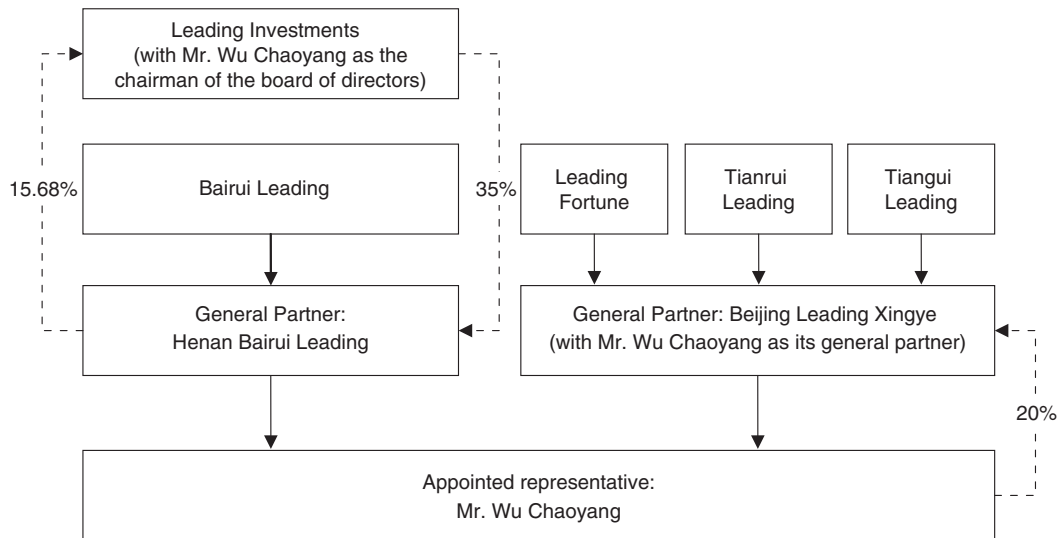 Leading Investments
(with Mr. Wu Chaoyang as the
chairman of the board of directors)
15.68%
Bairui Leading
35%
Leading
Fortune
Tianrui
Leading
Tiangui
Leading
General Partner:
Henan Bairui Leading
General Partner: Beijing Leading Xingye
(with Mr. Wu Chaoyang as its general partner)
20%
Appointed representative:
Mr. Wu Chaoyang